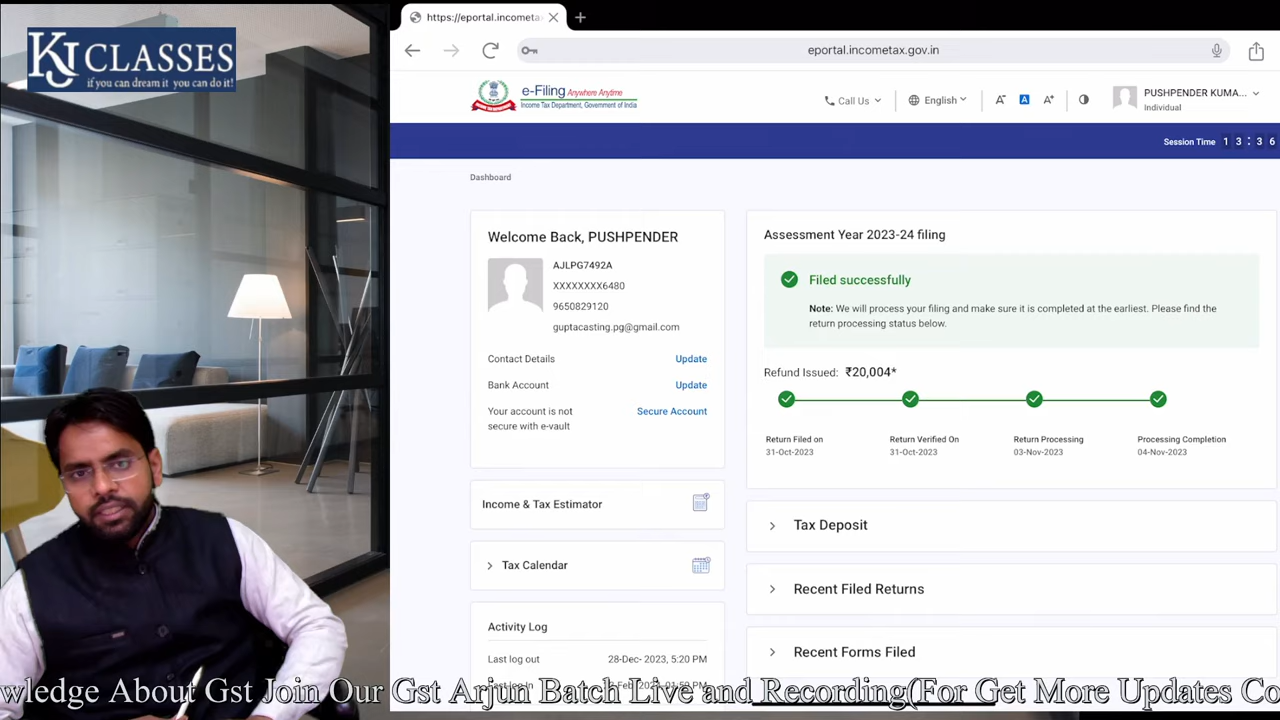 KJ CLASSES
if you can dream it you can do it!
https://eportal.incometa
eportal.incometax.gov.in
e-Filing Anywhere Anytime
Income Tax Department, Government of India
Call Us
English
A-
A
A+
PUSHPENDER KUMA...
Individual
Session Time 1 3 : 3 6
Dashboard
Welcome Back, PUSHPENDER
AJLPG7492A
XXXXXXXX6480
9650829120
guptacasting.pg@gmail.com
Contact Details Update
Bank Account Update
Your account is not Secure Account
secure with e-vault
Income & Tax Estimator
Tax Calendar
Activity Log
Last log out 28-Dec- 2023, 5:20 PM
Assessment Year 2023-24 filing
Filed successfully
Note: We will process your filing and make sure it is completed at the earliest. Please find the
return processing status below.
Refund Issued: ₹20,004*
Return Filed on Return Verified On Return Processing Processing Completion
31-Oct-2023 31-Oct-2023 03-Nov-2023 04-Nov-2023
Tax Deposit
Recent Filed Returns
Recent Forms Filed
wledge About Gst Join Our Gst Arjun Batch Live and Recording(For Get More Updates Co